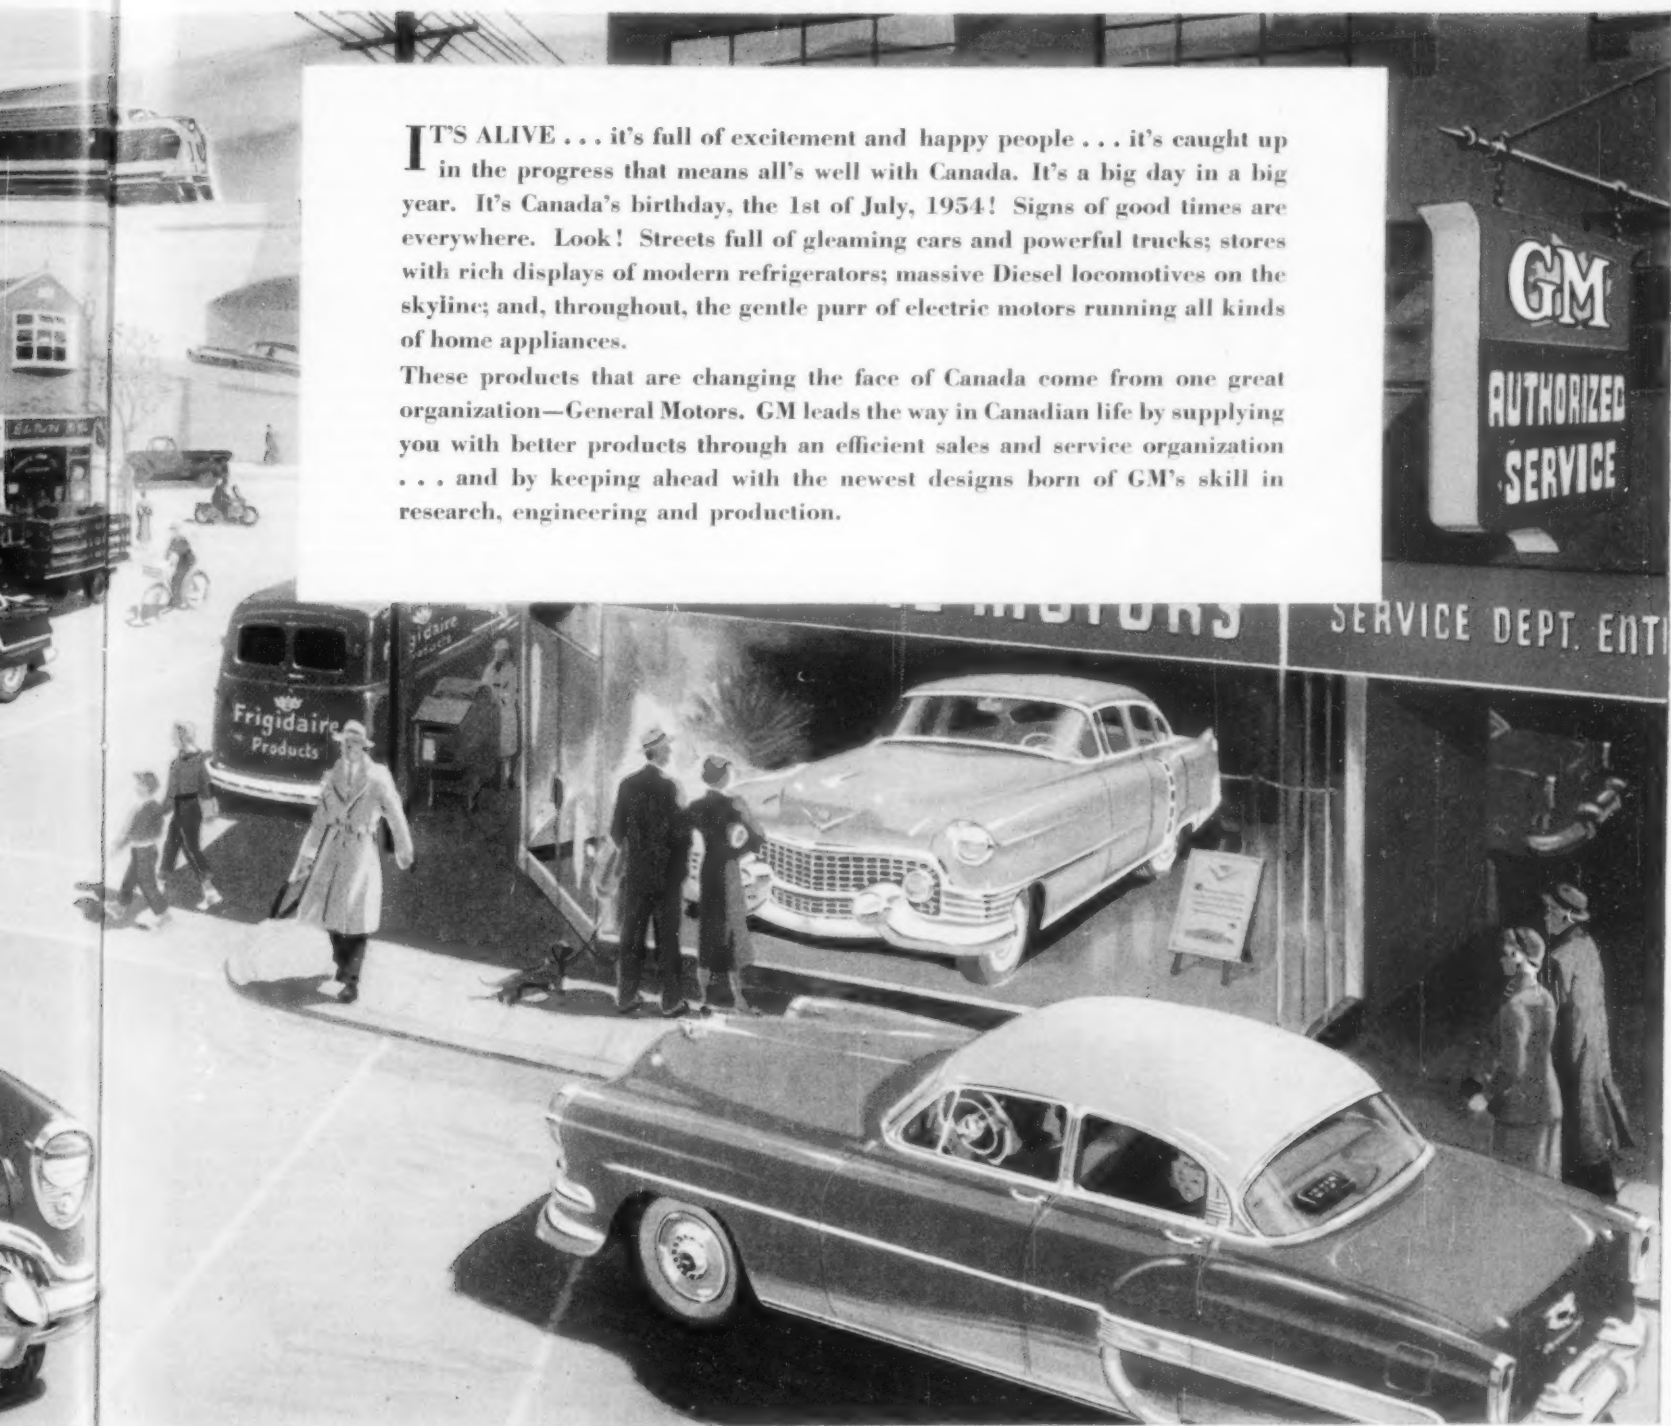 IT'S ALIVE . . . it's full of excitement and happy people . . . it's caught up
in the progress that means all's well with Canada. It's a big day in a big
year. It's Canada's birthday, the 1st of July, 1954! Signs of good times are
everywhere. Look! Streets full of gleaming cars and powerful trucks; stores
with rich displays of modern refrigerators; massive Diesel locomotives on the
skyline; and, throughout, the gentle purr of electric motors running all kinds
of home appliances.
These products that are changing the face of Canada come from one great
organization—General Motors. GM leads the way in Canadian life by supplying
you with better products through an efficient sales and service organization
. . . and by keeping ahead with the newest designs born of GM's skill in
research, engineering and production.
GM
AUTHORIZED
SERVICE
MOTORS
SERVICE DEPT. ENT
gidaire
Frigidaire
Products